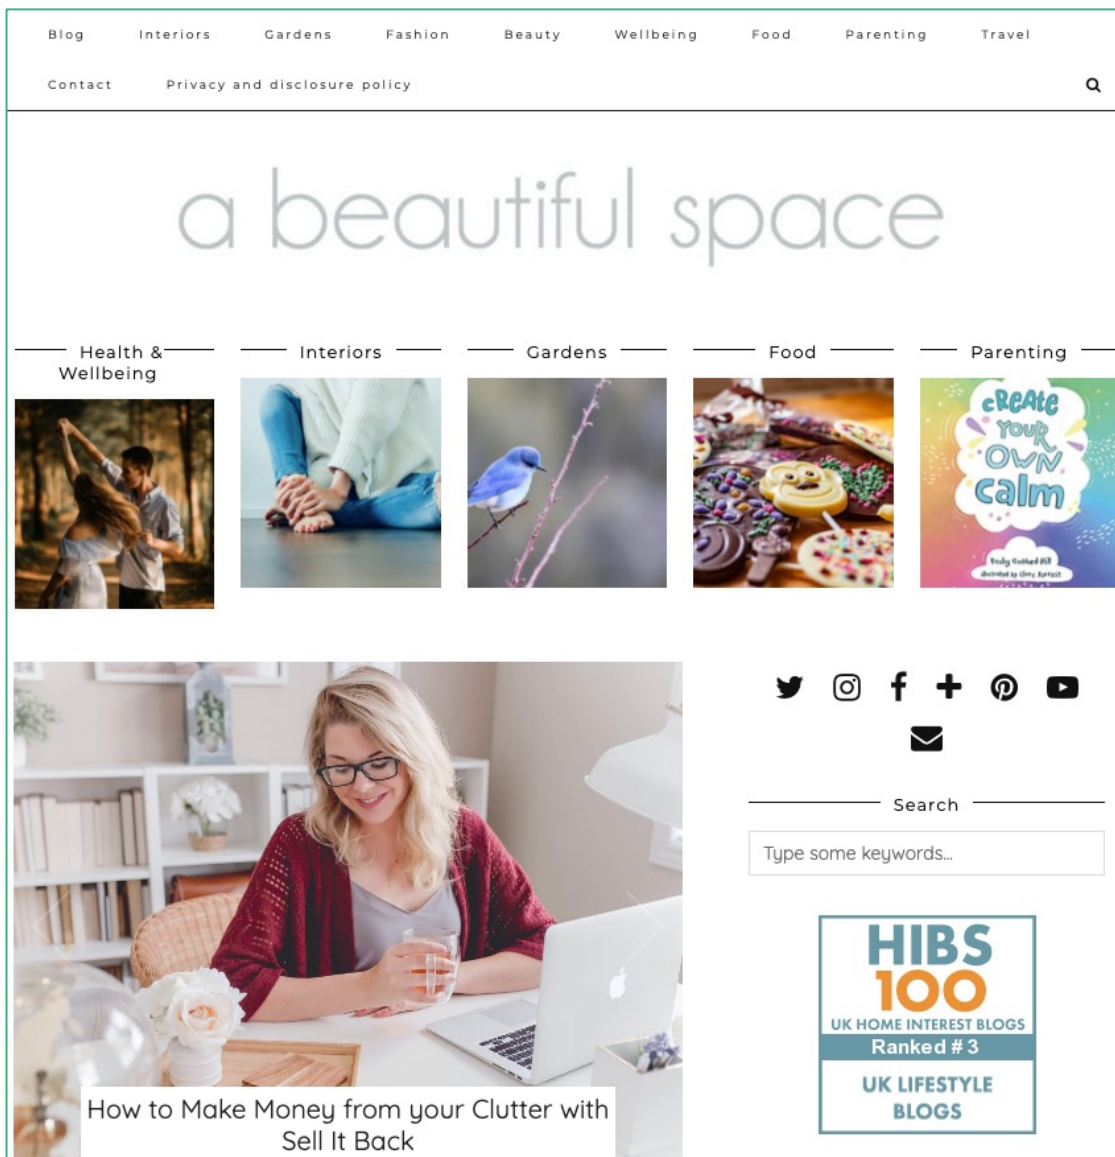 Blog Interiors Gardens Fashion Beauty Wellbeing Food Parenting Travel
Contact Privacy and disclosure policy
a beautiful space
Health &
Wellbeing
Interiors
Gardens
Food
Parenting
CREATE
YOUR
OWN
CALM
Search
Type some keywords...
HIBS
100
UK HOME INTEREST BLOGS
Ranked # 3
UK LIFESTYLE
BLOGS
How to Make Money from your Clutter with
Sell It Back